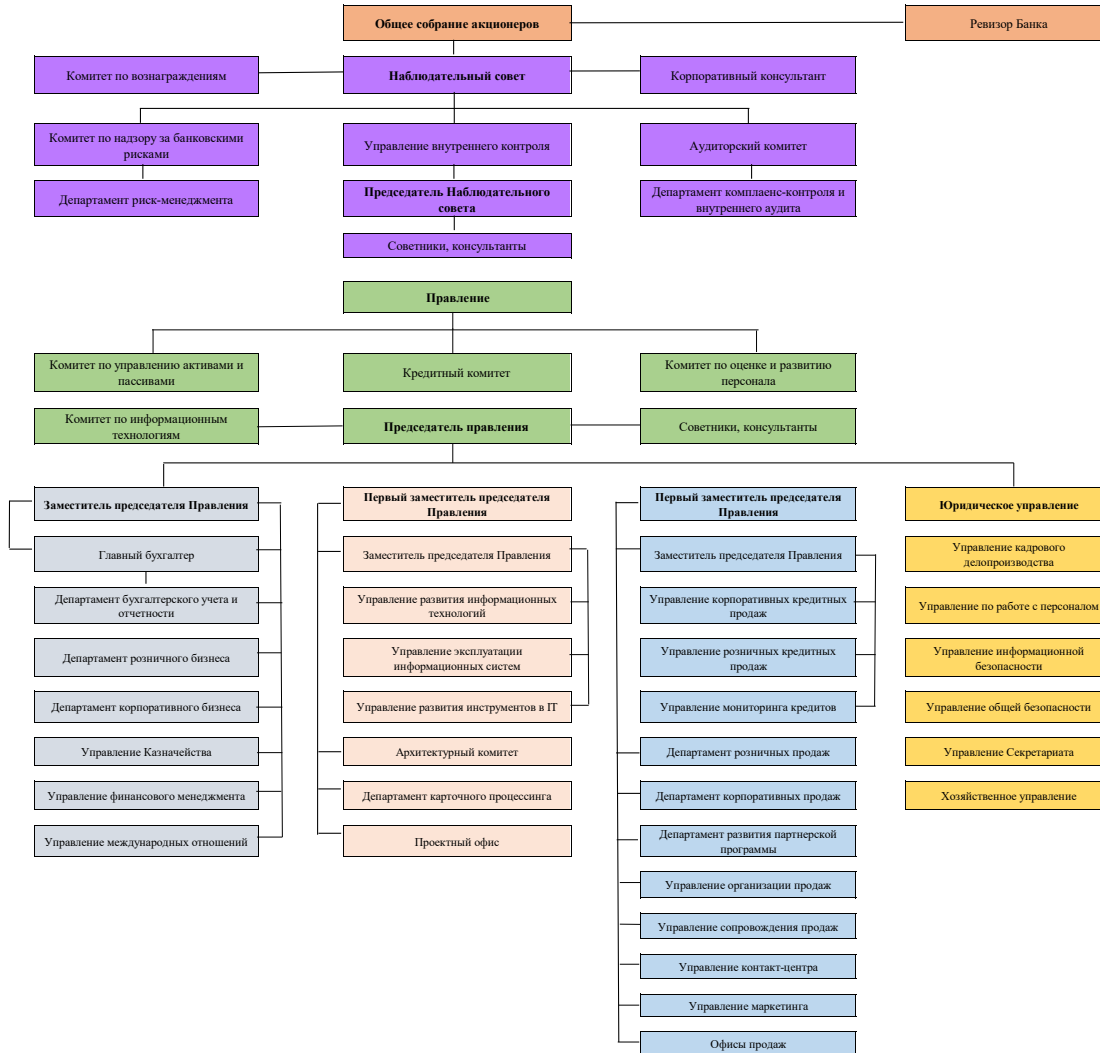 Общее собрание акционеров
Ревизор Банка
Комитет по вознаграждениям
Наблюдательный совет
Корпоративный консультант
Комитет по надзору за банковскими
рисками
Управление внутреннего контроля
Аудиторский комитет
Департамент риск-менеджмента
Председатель Наблюдательного
совета
Департамент комплаенс-контроля и
внутреннего аудита
Советники, консультанты
Правление
Комитет по управлению активами и
пассивами
Кредитный комитет
Комитет по оценке и развитию
персонала
Комитет по информационным
технологиям
Председатель правления
Советники, консультанты
Заместитель председателя Правления
Главный бухгалтер
Департамент бухгалтерского учета и
отчетности
Департамент розничного бизнеса
Департамент корпоративного бизнеса
Управление Казначейства
Управление финансового менеджмента
Управление международных отношений
Первый заместитель председателя
Правления
Заместитель председателя Правления
Управление развития информационных
технологий
Управление эксплуатации
информационных систем
Управление развития инструментов в IT
Архитектурный комитет
Департамент карточного процессинга
Проектный офис
Первый заместитель председателя
Правления
Заместитель председателя Правления
Управление корпоративных кредитных
продаж
Управление розничных кредитных
продаж
Управление мониторинга кредитов
Департамент розничных продаж
Департамент корпоративных продаж
Департамент развития партнерской
программы
Управление организации продаж
Управление сопровождения продаж
Управление контакт-центра
Управление маркетинга
Офисы продаж
Юридическое управление
Управление кадрового
делопроизводства
Управление по работе с персоналом
Управление информационной
безопасности
Управление общей безопасности
Управление Секретариата
Хозяйственное управление